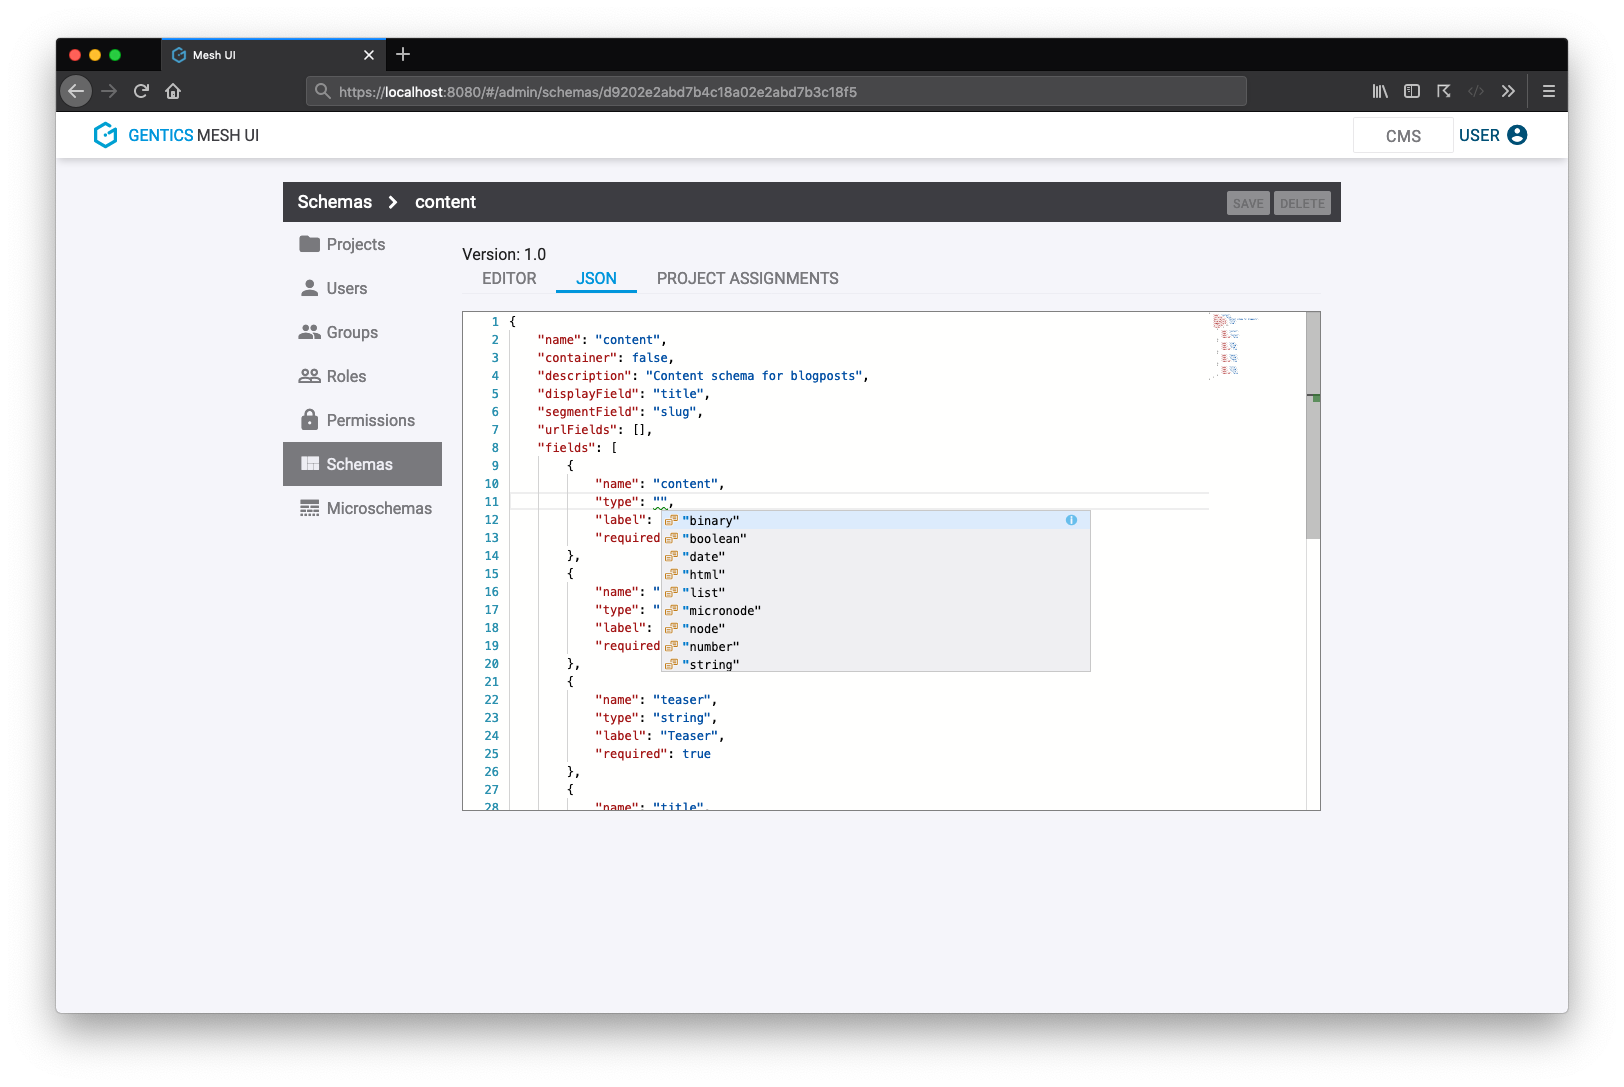 Mesh UI
https://localhost:8080/#/admin/schemas/d9202e2abd7b4c18a02e2abd7b3c18f5
GENTICS MESH UI
CMS
USER
Schemas
content
SAVE
DELETE
Projects
Users
Groups
Roles
Permissions
Schemas
Microschemas
Version: 1.0
EDITOR
JSON
PROJECT ASSIGNMENTS
1 {
2 "name": "content",
3 "container": false,
4 "description": "Content schema for blogposts",
5 "displayField": "title",
6 "segmentField": "slug",
7 "urlFields": [],
8 "fields": [
9 {
10 "name": "content",
11 "type": "",
12 "label":
13 "required
14 },
15 {
16 "name": "
17 "type": "
18 "label":
19 "required
20 },
21 {
22 "name": "teaser",
23 "type": "string",
24 "label": "Teaser",
25 "required": true
26 },
27 {
28 "name": "title",
"binary"
"boolean"
"date"
"html"
"list"
"micronode"
"node"
"number"
"string"